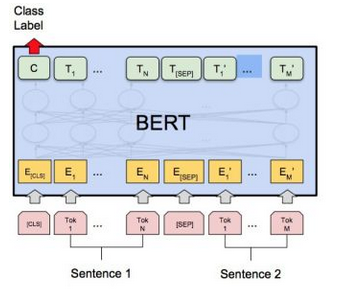 Class
Label
C T1 ... TN T[SEP] T1' ... TM'
BERT
E[CLS] E1 ... EN E[SEP] E1' ... EM'
[CLS] Tok 1 ... Tok N [SEP] Tok 1 ... Tok M
Sentence 1 Sentence 2